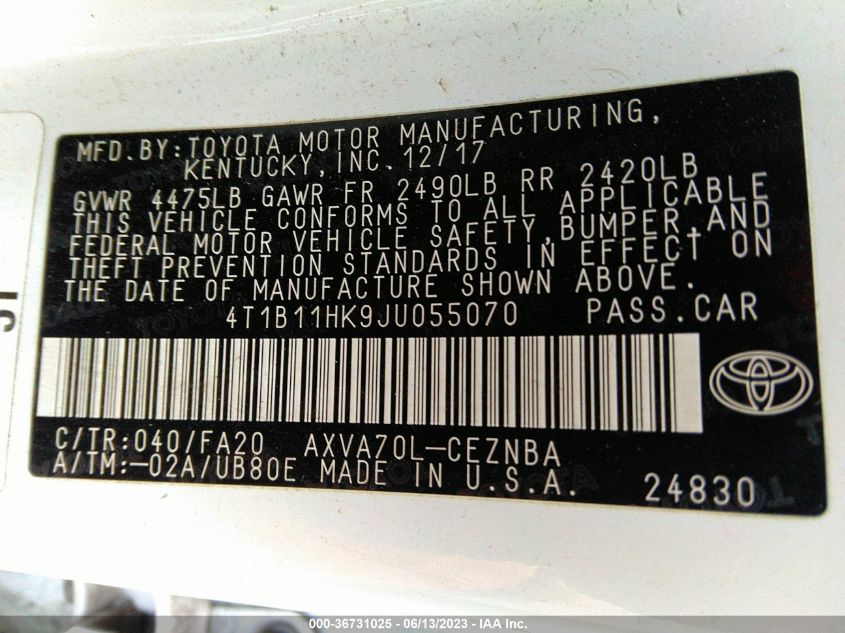 MFD.BY:TOYOTA MOTOR MANUFACTURING,
KENTUCKY,INC.12/17
GVWR 4475LB GAWR FR 2490LB RR 2420LB
THIS VEHICLE CONFORMS TO ALL APPLICABLE
FEDERAL MOTOR VEHICLE SAFETY,BUMPER,AND
THEFT PREVENTION STANDARDS IN EFFECT ON
THE DATE OF MANUFACTURE SHOWN ABOVE.
4T1B11HK9JU055070 PASS.CAR
C/TR:040/FA20 AXVA70L-CEZNBA
A/TM:-02A/UB80E MADE IN U.S.A. 24830
000-36731025 - 06/13/2023 - IAA Inc.